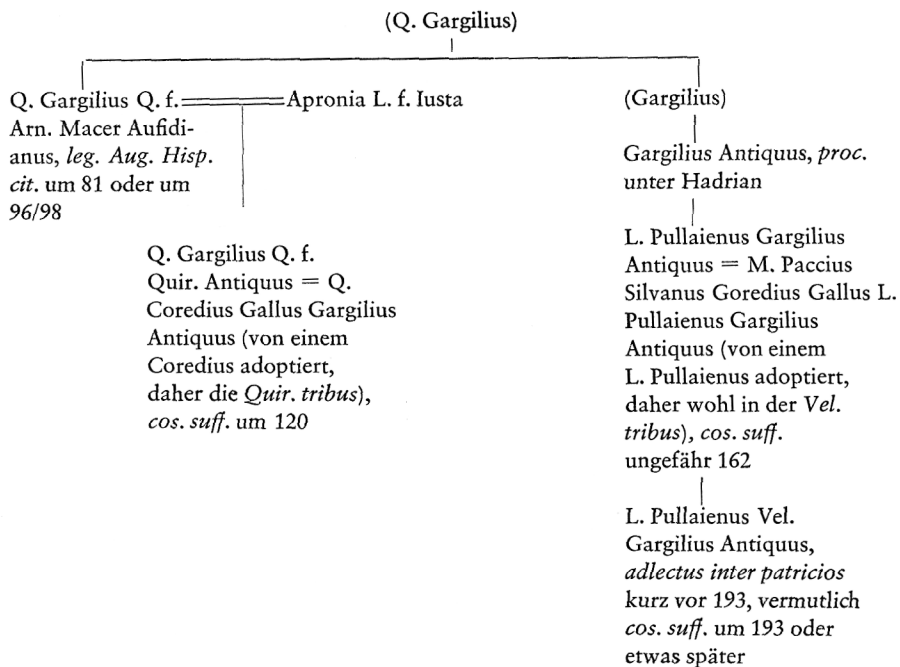 (Q. Gargilius)
Q. Gargilius Q. f.
Arn. Macer Aufidi-
anus, leg. Aug. Hisp.
cit. um 81 oder um
96/98
Apronia L. f. Iusta
Q. Gargilius Q. f.
Quir. Antiquus = Q.
Coredius Gallus Gargilius
Antiquus (von einem
Coredius adoptiert,
daher die Quir. tribus),
cos. suff. um 120
(Gargilius)
Gargilius Antiquus, proc.
unter Hadrian
L. Pullaienus Gargilius
Antiquus = M. Paccius
Silvanus Goredius Gallus L.
Pullaienus Gargilius
Antiquus (von einem
L. Pullaienus adoptiert,
daher wohl in der Vel.
tribus), cos. suff.
ungefähr 162
L. Pullaienus Vel.
Gargilius Antiquus,
adlectus inter patricios
kurz vor 193, vermutlich
cos. suff. um 193 oder
etwas später